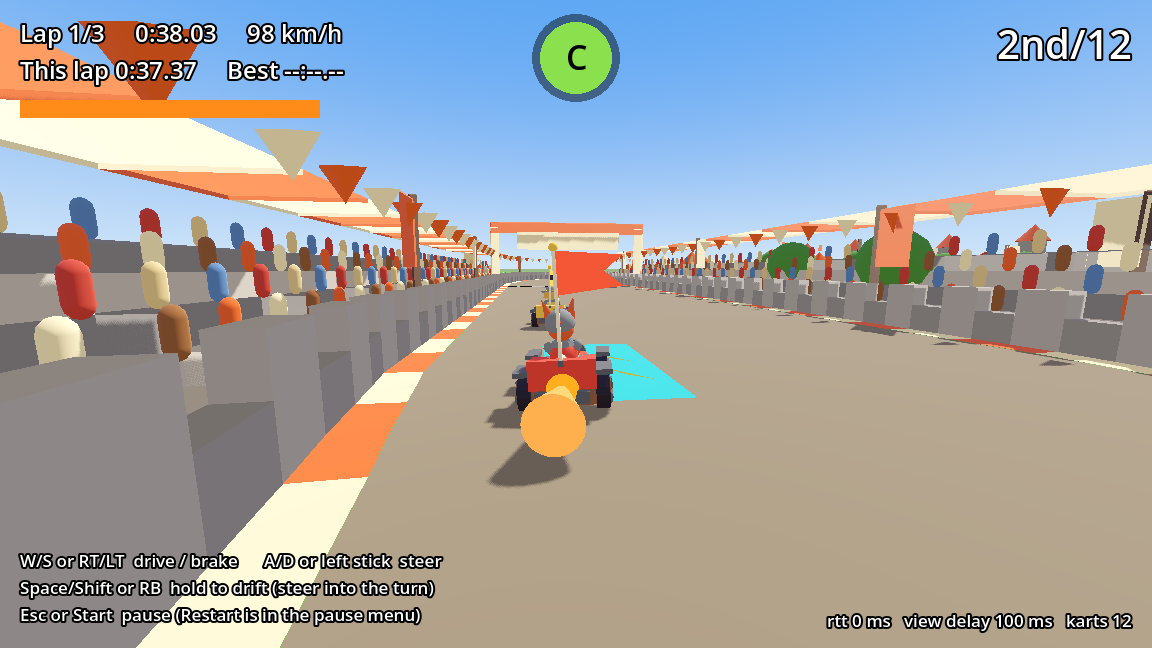 Lap 1/3 0:38.03 98 km/h
This lap 0:37.37 Best --:--.--
C
2nd/12
W/S or RT/LT drive / brake A/D or left stick steer
Space/Shift or RB hold to drift (steer into the turn)
Esc or Start pause (Restart is in the pause menu)
rtt 0 ms view delay 100 ms karts 12